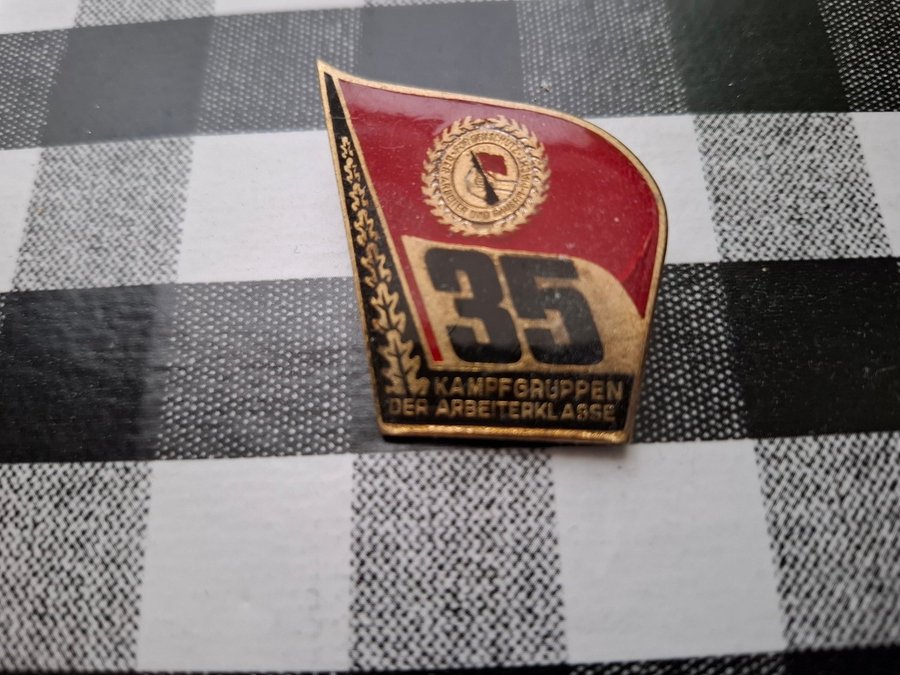 35
KAMPFGRUPPEN
DER ARBEITERKLASSE